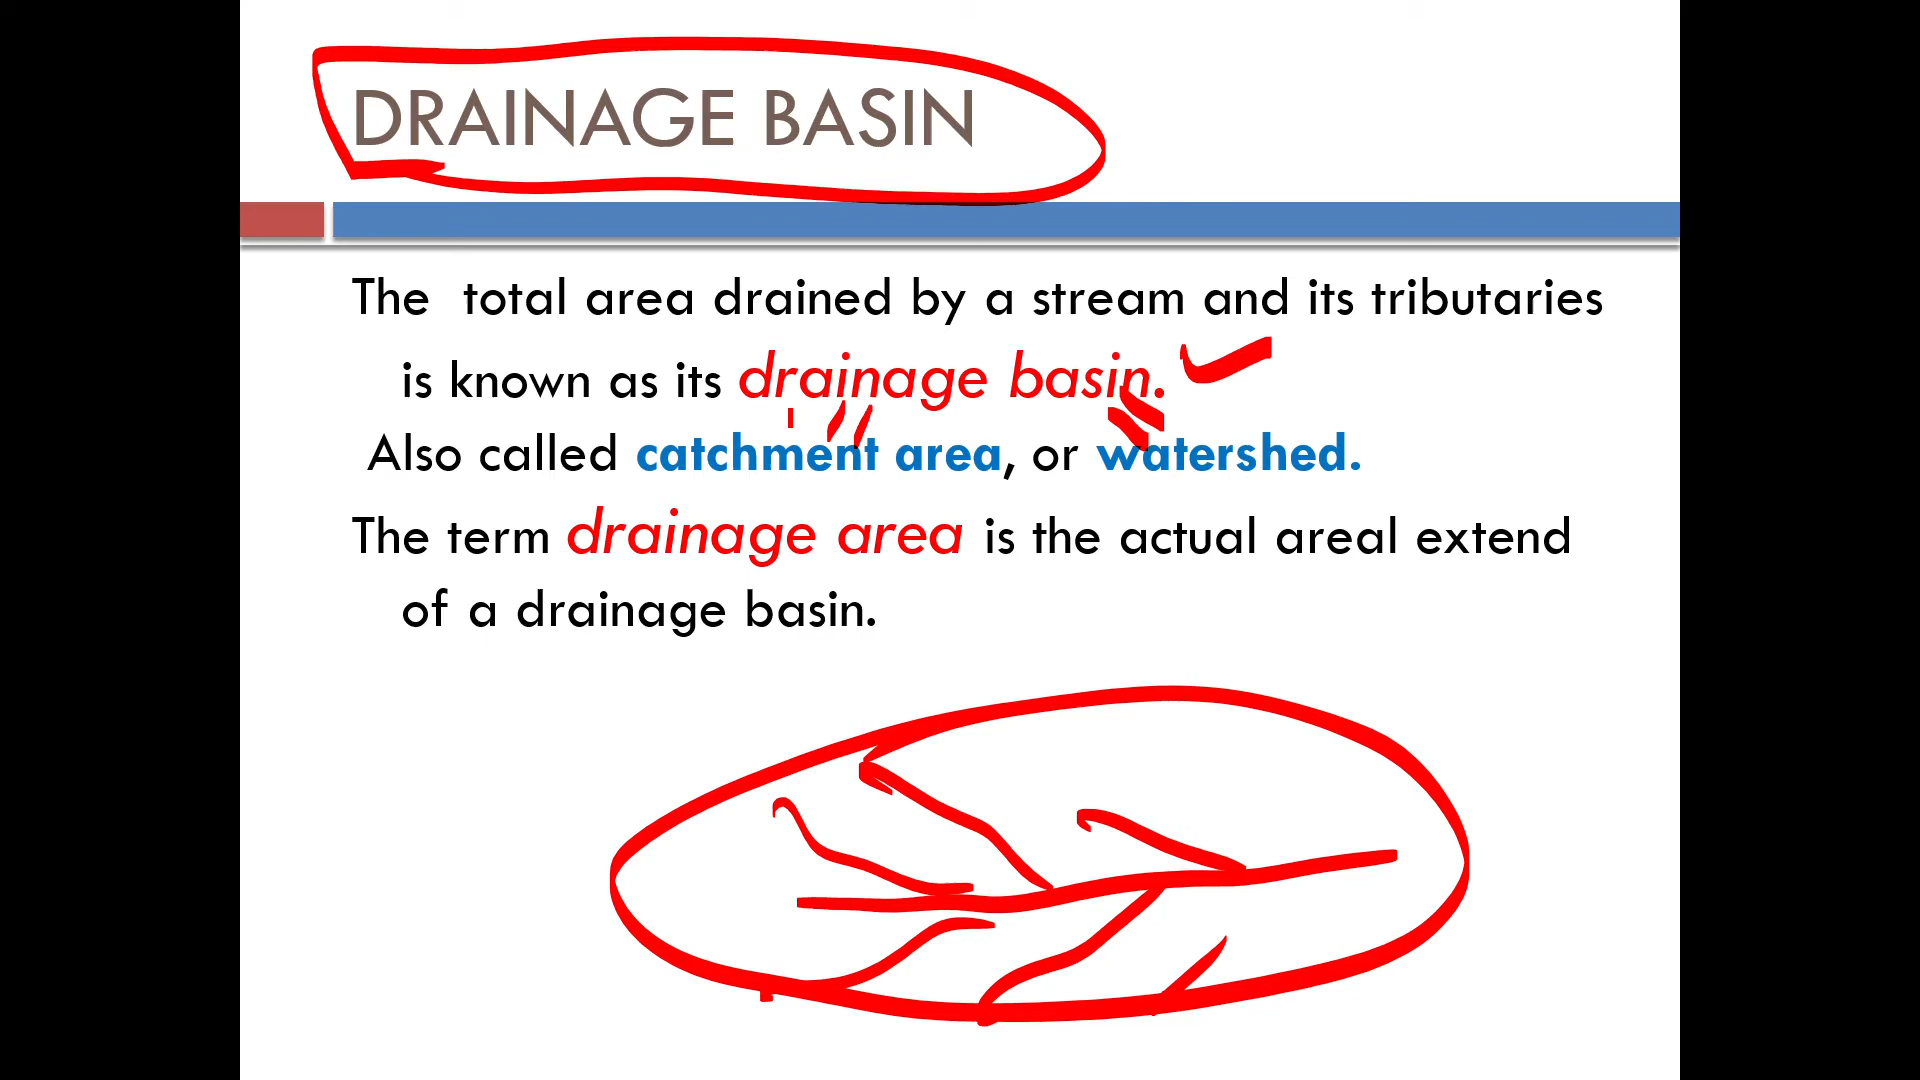 DRAINAGE BASIN
The total area drained by a stream and its tributaries
is known as its drainage basin.
Also called catchment area, or watershed.
The term drainage area is the actual areal extend
of a drainage basin.